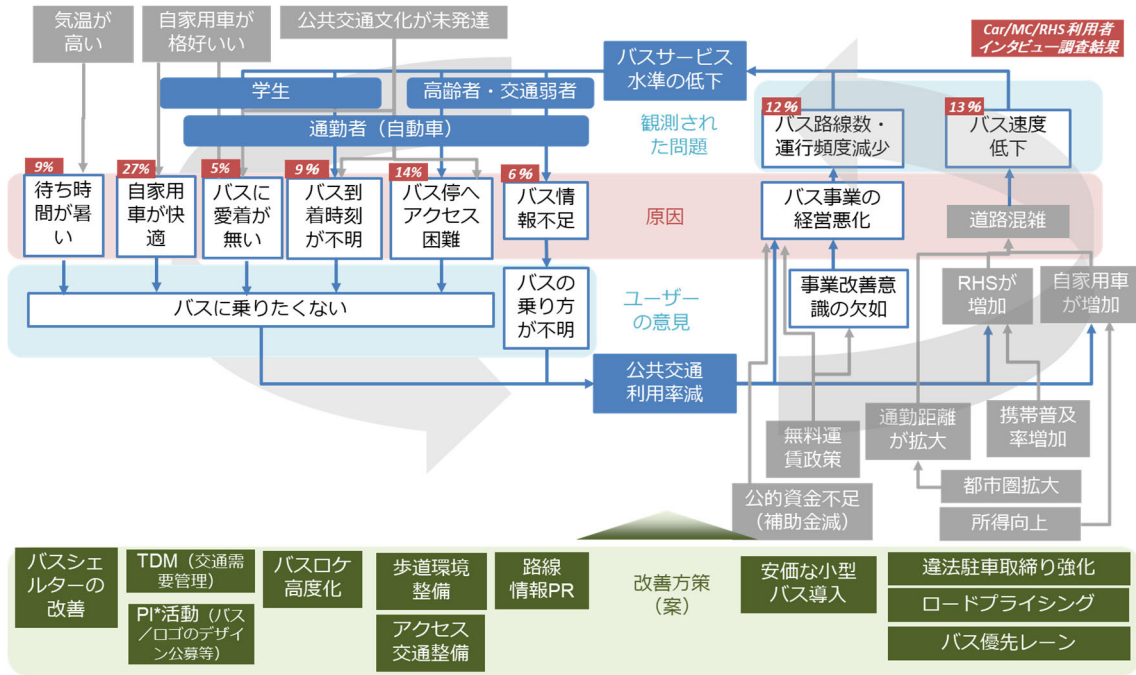 気温が
高い
自家用車が
格好いい
公共交通文化が未発達
Car/MC/RHS利用者
インタビュー調査結果
バスサービス
水準の低下
学生
高齢者・交通弱者
通勤者（自動車）
観測され
た問題
12%
バス路線数・
運行頻度減少
13%
バス速度
低下
9%
待ち時
間が暑
い
27%
自家用
車が快
適
5%
バスに
愛着が
無い
9%
バス到
着時刻
が不明
14%
バス停へ
アクセス
困難
6%
バス情
報不足
原因
バス事業の
経営悪化
道路混雑
バスに乗りたくない
バスの
乗り方
が不明
ユーザー
の意見
事業改善意
識の欠如
RHSが
増加
自家用車
が増加
公共交通
利用率減
無料運
賃政策
通勤距離
が拡大
携帯普及
率増加
公的資金不足
（補助金減）
都市圏拡大
所得向上
バスシェ
ルターの
改善
TDM（交通需
要管理）
PI*活動（バス
／ロゴのデザイ
ン公募等）
バスロケ
高度化
歩道環境
整備
アクセス
交通整備
路線
情報PR
改善方策
（案）
安価な小型
バス導入
違法駐車取締り強化
ロードプライシング
バス優先レーン